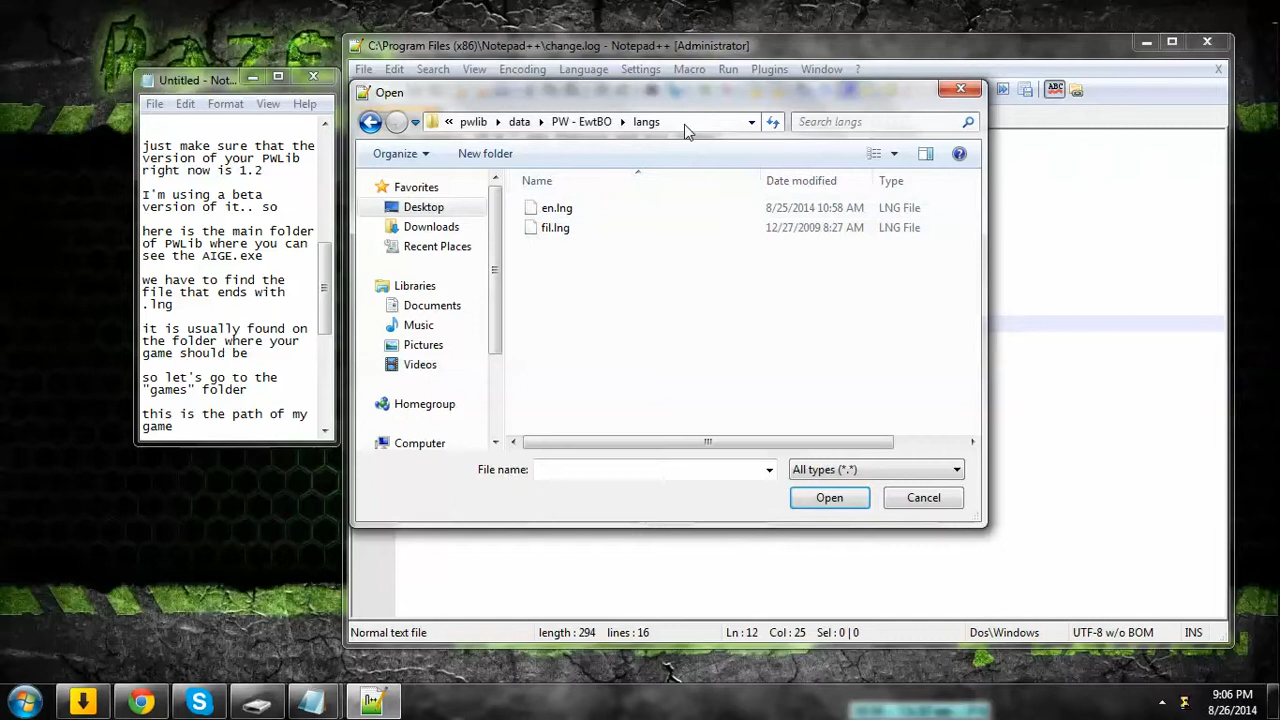 C:\Program Files (x86)\Notepad++\change.log - Notepad++ [Administrator]
File Edit Search View Encoding Language Settings Macro Run Plugins Window ? X
Untitled - Not...
File Edit Format View Help
just make sure that the
version of your PWLib
right now is 1.2
I'm using a beta
version of it.. so
here is the main folder
of PWLib where you can
see the AIGE.exe
we have to find the
file that ends with
.lng
it is usually found on
the folder where your
game should be
so let's go to the
"games" folder
this is the path of my
game
Open
« pwlib data PW - EwtBO langs
Search langs
Organize New folder
Favorites
Desktop
Downloads
Recent Places
Libraries
Documents
Music
Pictures
Videos
Homegroup
Computer
Name Date modified Type
en.lng 8/25/2014 10:58 AM LNG File
fil.lng 12/27/2009 8:27 AM LNG File
File name: All types (*.*)
Open Cancel
Normal text file length : 294 lines : 16 Ln : 12 Col : 25 Sel : 0 | 0 Dos\Windows UTF-8 w/o BOM INS
9:06 PM
8/26/2014